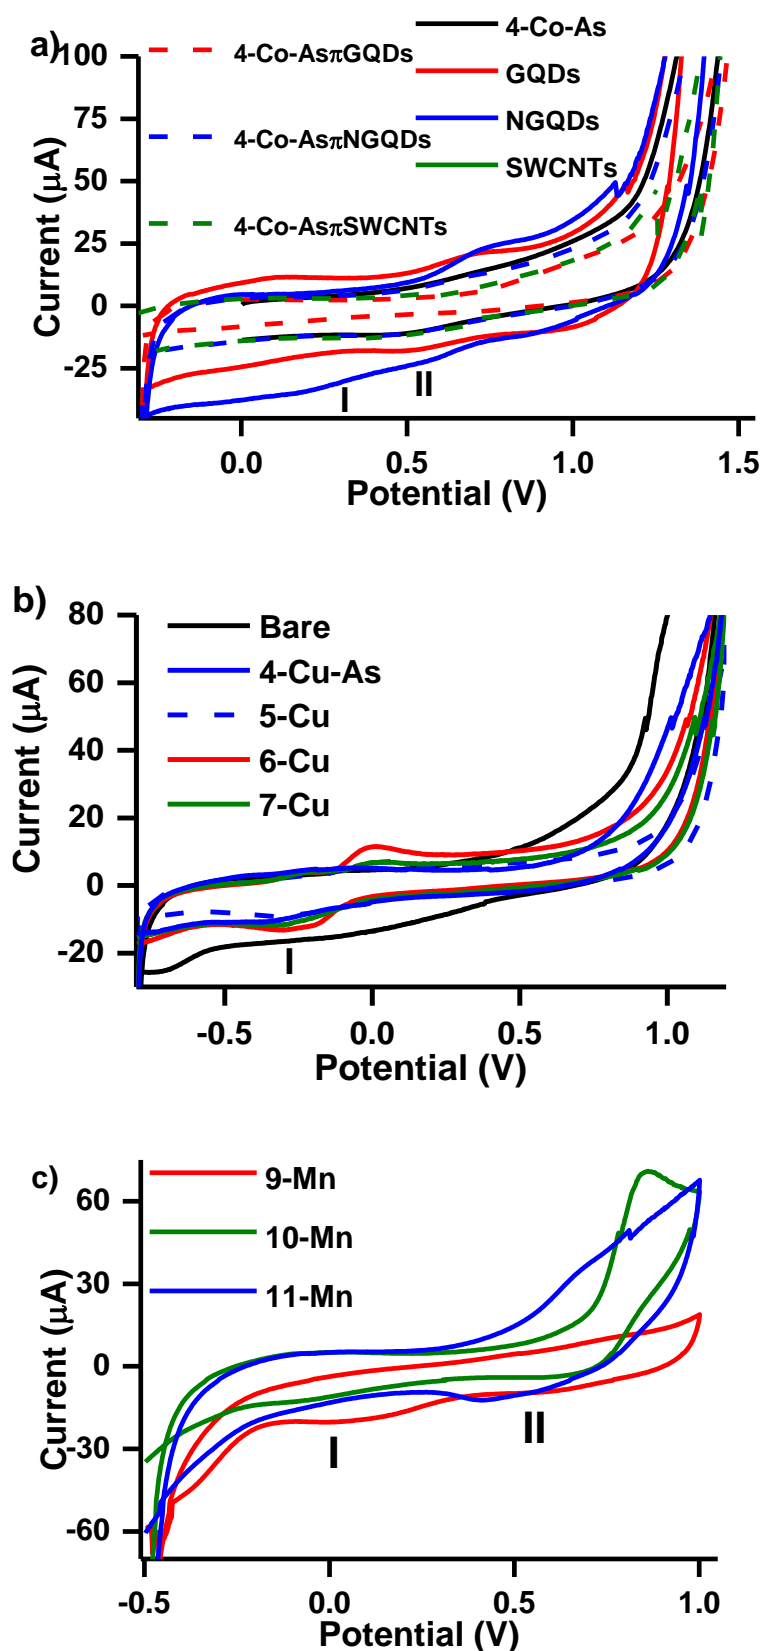 a)
4-Co-AsπGQDs
4-Co-AsπNGQDs
4-Co-AsπSWCNTs
4-Co-As
GQDs
NGQDs
SWCNTs
Current (μA)
100
75
50
25
0
-25
I
II
0.0 0.5 1.0 1.5
Potential (V)
b)
Bare
4-Cu-As
5-Cu
6-Cu
7-Cu
Current (μA)
80
60
40
20
0
-20
I
-0.5 0.0 0.5 1.0
Potential (V)
c)
9-Mn
10-Mn
11-Mn
Current (μA)
60
30
0
-30
-60
I
II
-0.5 0.0 0.5 1.0
Potential (V)